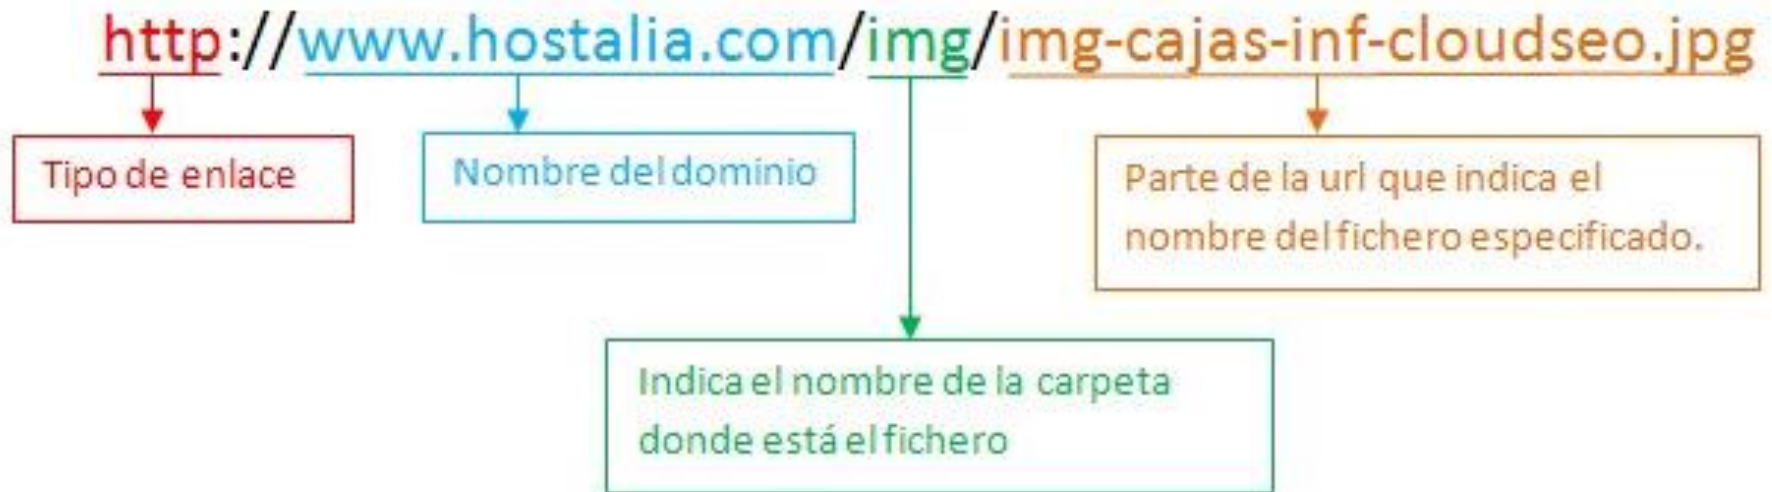 http://www.hostalia.com/img/img-cajas-inf-cloudseo.jpg
Tipo de enlace
Nombre del dominio
Parte de la url que indica el
nombre del fichero especificado.
Indica el nombre de la carpeta
donde está el fichero